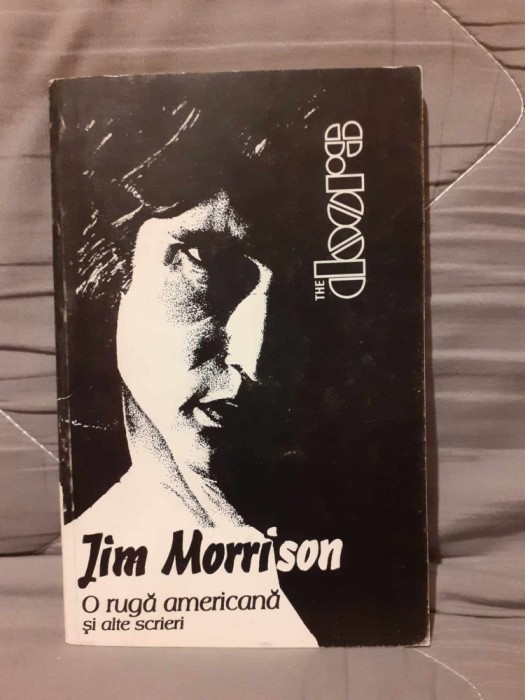 THE
DOORS
Jim Morrison
O rugă americană
și alte scrieri